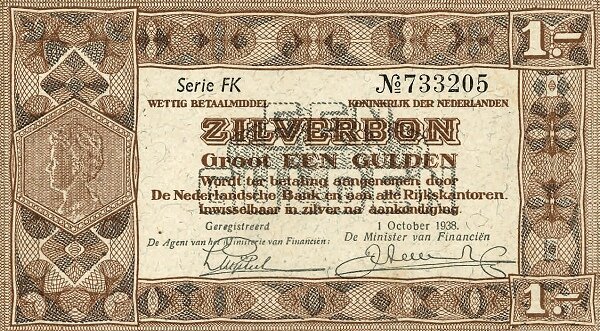 1.-
Serie FK № 733205
WETTIG BETAALMIDDEL KONINKRIJK DER NEDERLANDEN
ZILVERBON
Groot EEN GULDEN
Wordt ter betaling aangenomen door
De Nederlandsche Bank en aan alle Rijkskantoren.
Inwisselbaar in zilver na aankondiging.
Geregistreerd 1 October 1938.
De Agent van het Ministerie van Financiën: De Minister van Financiën
1.-